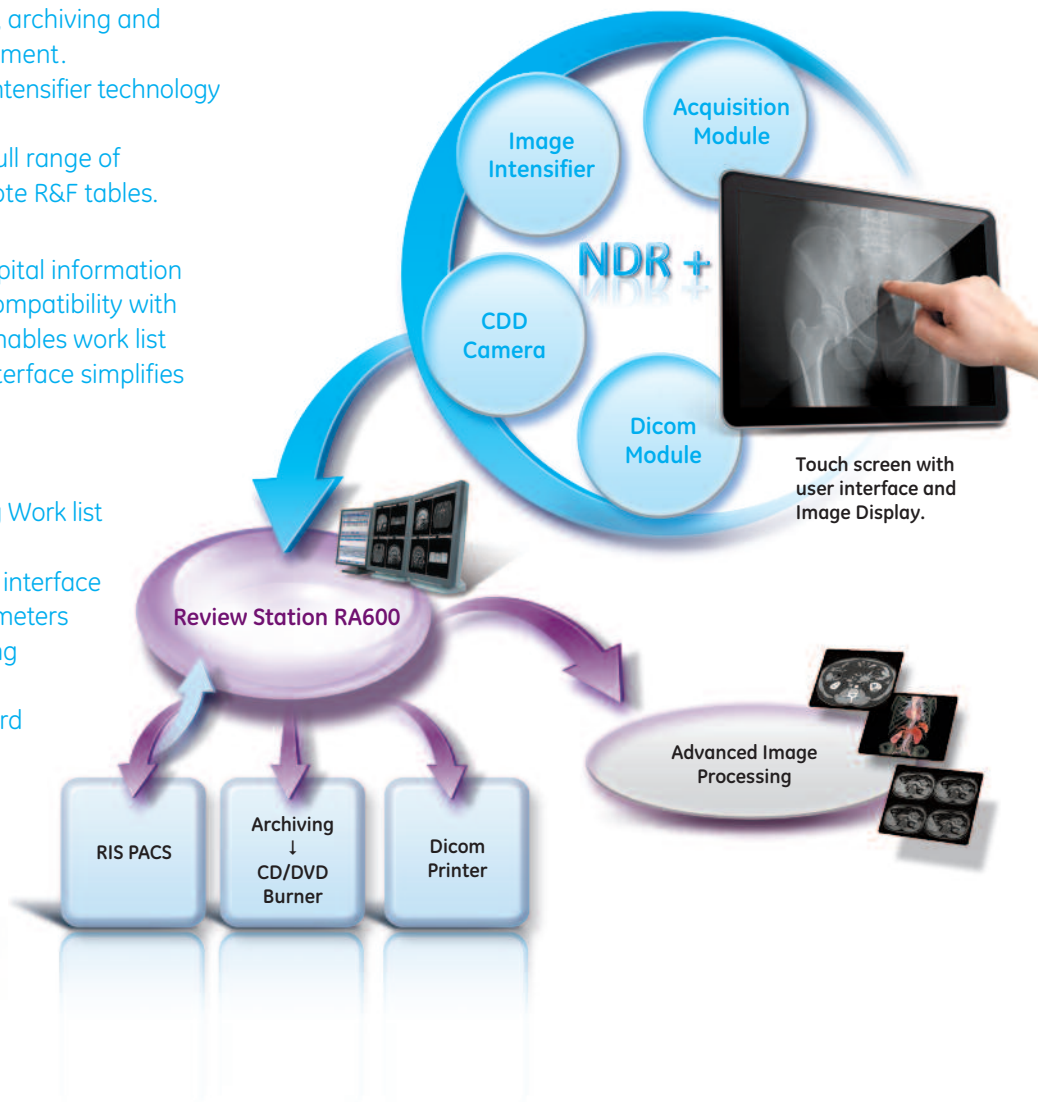 archiving and
ment.
ntensifier technology
ull range of
ote R&F tables.
pital information
ompatibility with
nables work list
terface simplifies
Work list
interface
meters
ng
rd
Image
Intensifier
Acquisition
Module
NDR +
CDD
Camera
Dicom
Module
Touch screen with
user interface and
Image Display.
Review Station RA600
Advanced Image
Processing
RIS PACS
Archiving
↓
CD/DVD
Burner
Dicom
Printer